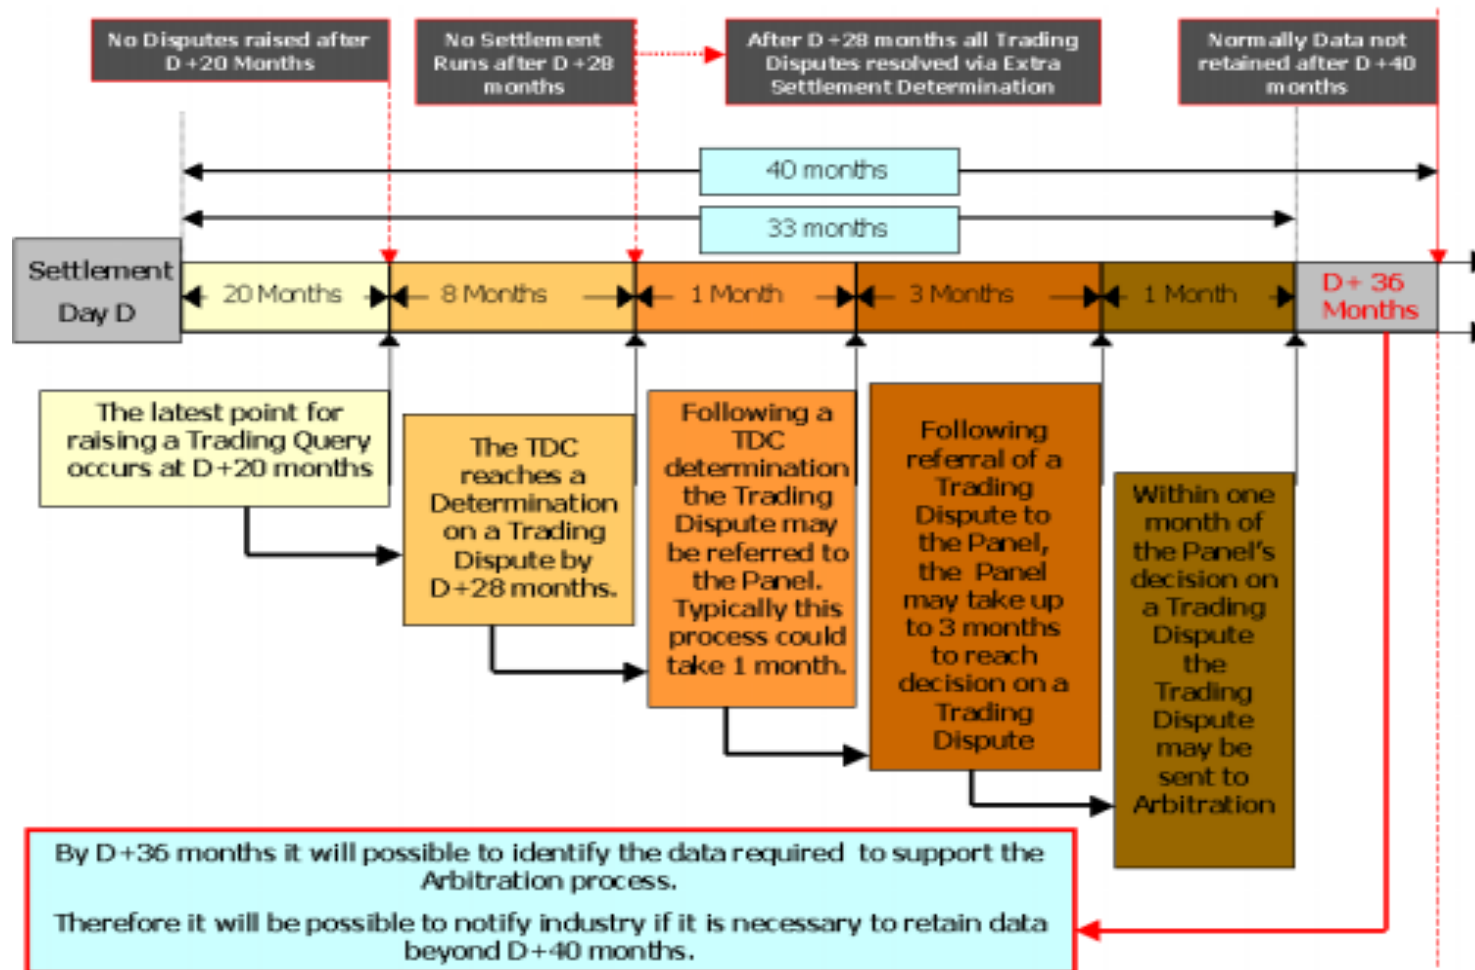 No Disputes raised after
D+20 Months
No Settlement
Runs after D+28
months
After D+28 months all Trading
Disputes resolved via Extra
Settlement Determination
Normally Data not
retained after D+40
months
40 months
33 months
Settlement
Day D
20 Months
8 Months
1 Month
3 Months
1 Month
D+ 36
Months
The latest point for
raising a Trading Query
occurs at D+20 months
The TDC
reaches a
Determination
on a Trading
Dispute by
D+28 months.
Following a
TDC
determination
the Trading
Dispute may
be referred to
the Panel.
Typically this
process could
take 1 month.
Following
referral of a
Trading
Dispute to
the Panel,
the Panel
may take up
to 3 months
to reach
decision on a
Trading
Dispute
Within one
month of
the Panel's
decision on
a Trading
Dispute
the
Trading
Dispute
may be
sent to
Arbitration
By D+36 months it will possible to identify the data required to support the
Arbitration process.
Therefore it will be possible to notify industry if it is necessary to retain data
beyond D+40 months.